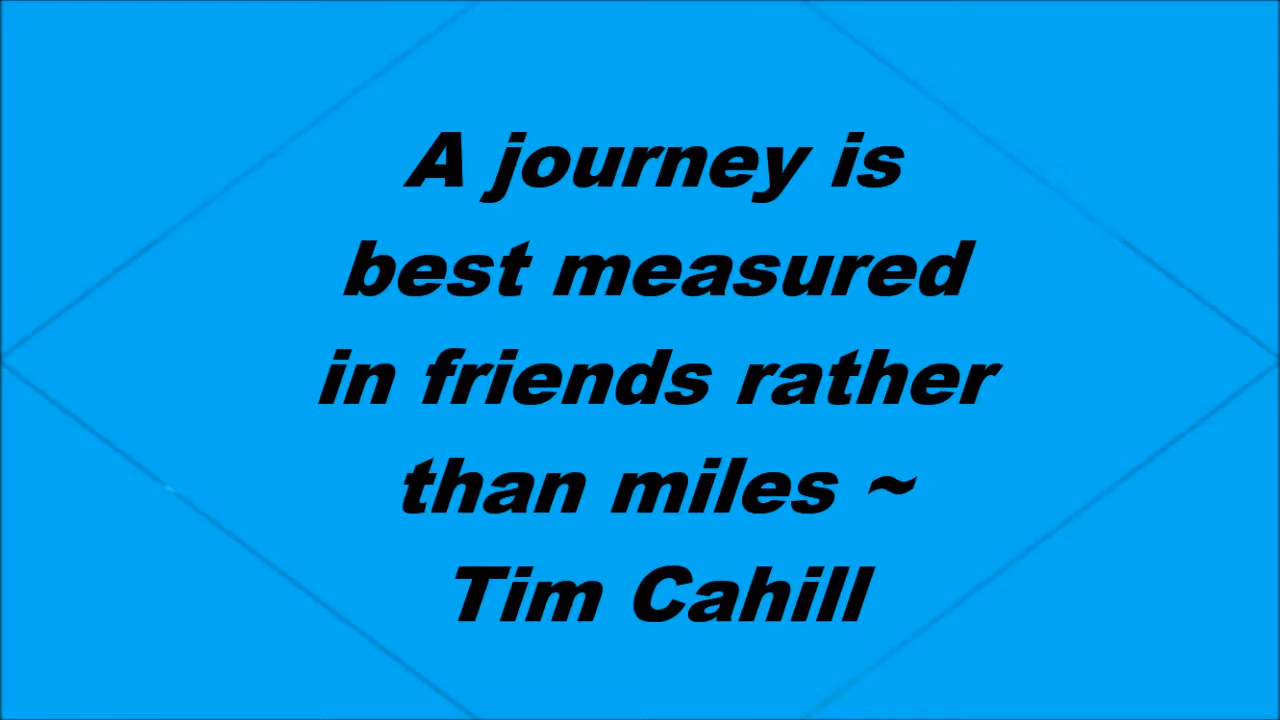 A journey is
best measured
in friends rather
than miles ~
Tim Cahill